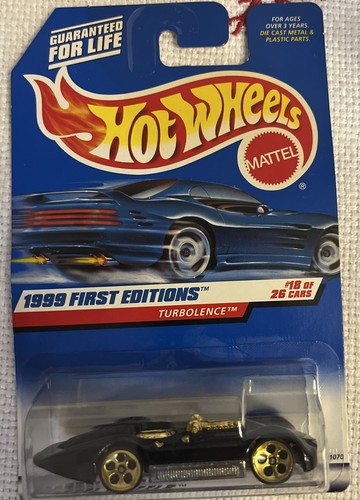 GUARANTEED
FOR LIFE
FOR AGES
OVER 3 YEARS.
DIE CAST METAL &
PLASTIC PARTS.
HOT WHEELS
MATTEL
®
1999 FIRST EDITIONS™
#18 OF
26 CARS
TURBOLENCE™
1070